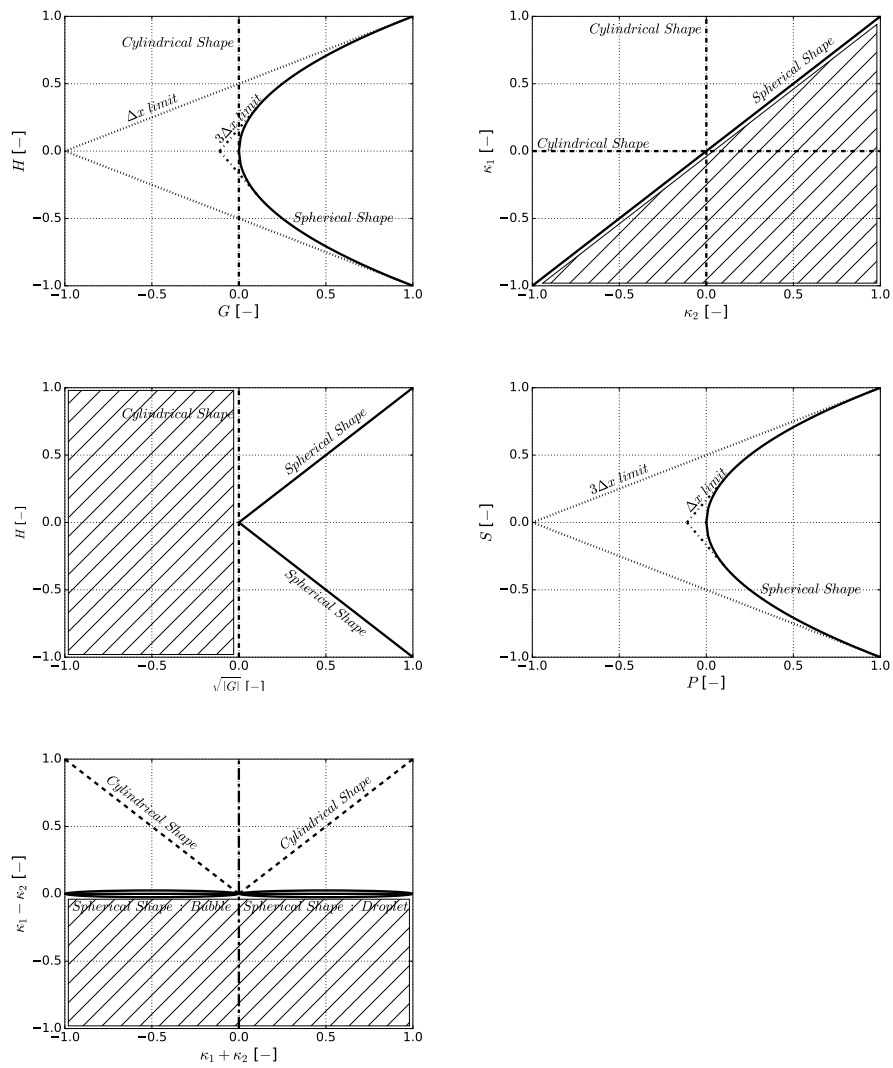 1.0
0.5
0.0
−0.5
−1.0
H [−]
Cylindrical Shape
Δx limit
3Δx limit
Spherical Shape
−1.0 −0.5 0.0 0.5 1.0
G [−]
1.0
0.5
0.0
−0.5
−1.0
κ₁ [−]
Cylindrical Shape
Spherical Shape
Cylindrical Shape
−1.0 −0.5 0.0 0.5 1.0
κ₂ [−]
1.0
0.5
0.0
−0.5
−1.0
H [−]
Cylindrical Shape
Spherical Shape
Spherical Shape
−1.0 −0.5 0.0 0.5 1.0
√|G| [−]
1.0
0.5
0.0
−0.5
−1.0
S [−]
3Δx limit
Δx limit
Spherical Shape
−1.0 −0.5 0.0 0.5 1.0
P [−]
1.0
0.5
0.0
−0.5
−1.0
κ₁ − κ₂ [−]
Cylindrical Shape
Cylindrical Shape
Spherical Shape : Bubble
Spherical Shape : Droplet
−1.0 −0.5 0.0 0.5 1.0
κ₁ + κ₂ [−]